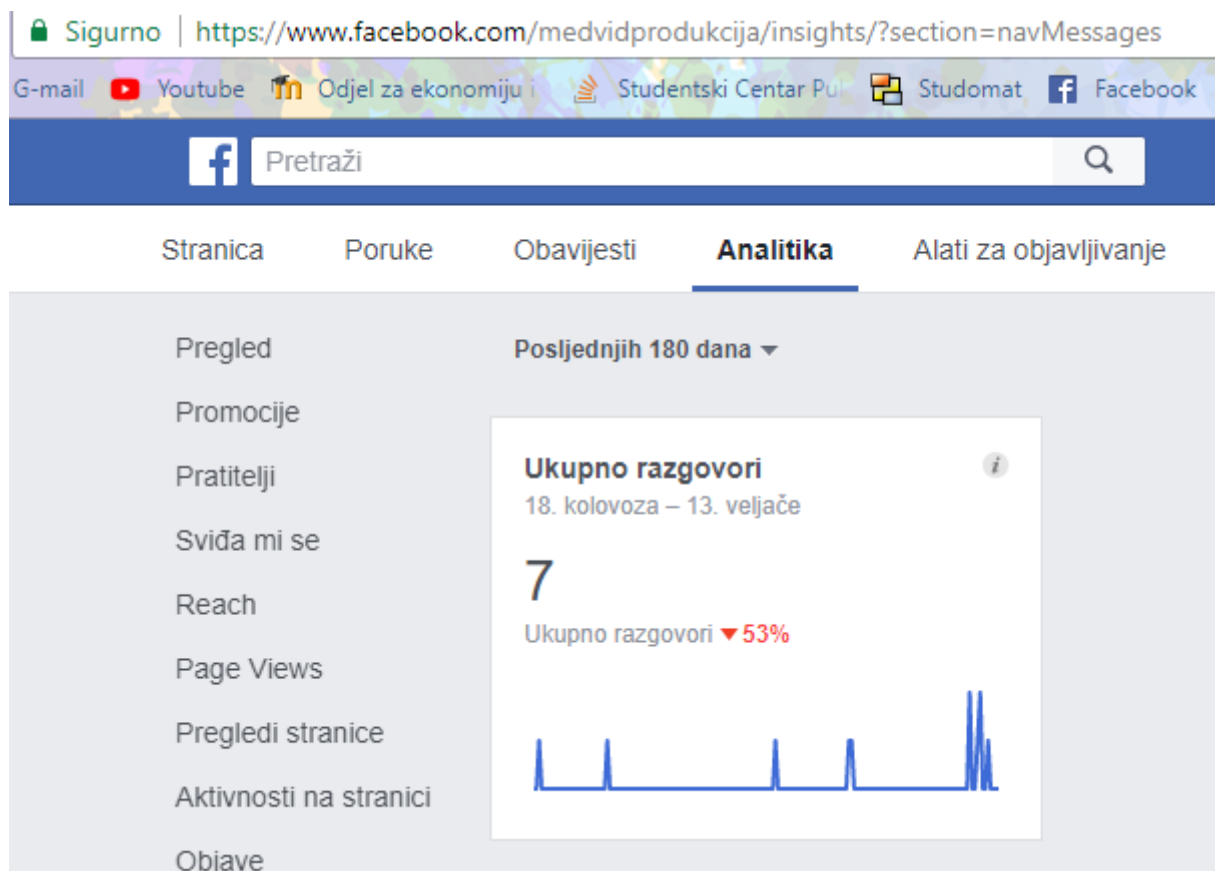 Sigurno | https://www.facebook.com/medvidprodukcija/insights/?section=navMessages
G-mail Youtube Odjel za ekonomiju i Studentski Centar Pul Studomat Facebook
Pretraži
Stranica Poruke Obavijesti Analitika Alati za objavljivanje
Pregled
Promocije
Pratitelji
Sviđa mi se
Reach
Page Views
Pregledi stranice
Aktivnosti na stranici
Objave
Posljednjih 180 dana
Ukupno razgovori
18. kolovoza – 13. veljače
7
Ukupno razgovori 53%